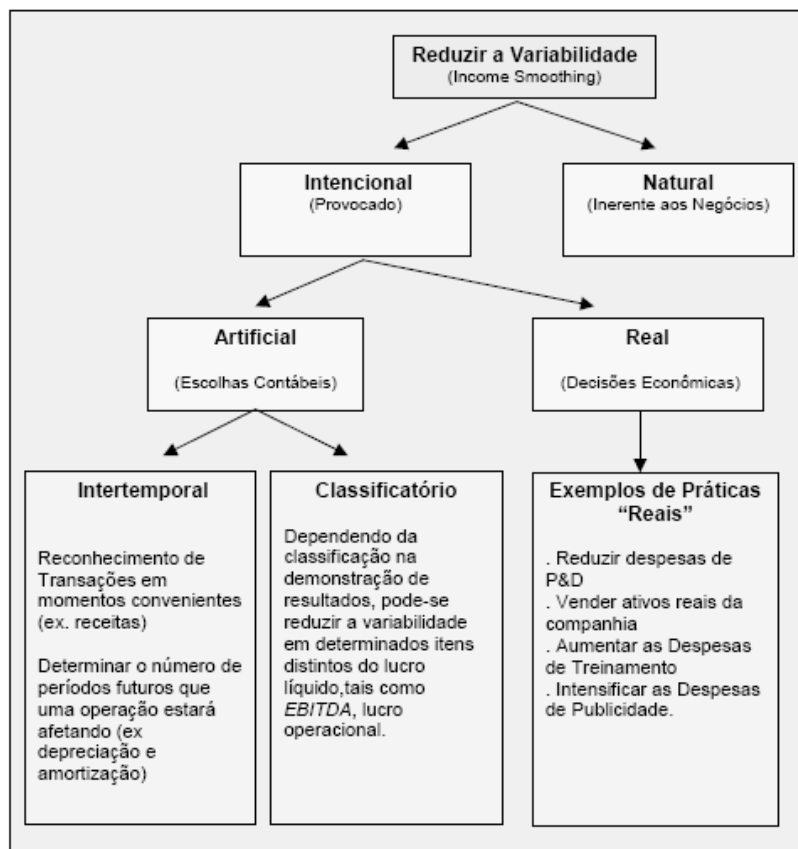 Reduzir a Variabilidade
(Income Smoothing)
Intencional
(Provocado)
Natural
(Inerente aos Negócios)
Artificial
(Escolhas Contábeis)
Real
(Decisões Econômicas)
Intertemporal
Reconhecimento de
Transações em
momentos convenientes
(ex. receitas)
Determinar o número de
períodos futuros que
uma operação estará
afetando (ex
depreciação e
amortização)
Classificatório
Dependendo da
classificação na
demonstração de
resultados, pode-se
reduzir a variabilidade
em determinados itens
distintos do lucro
líquido,tais como
EBITDA, lucro
operacional.
Exemplos de Práticas
“Reais”
. Reduzir despesas de
P&D
. Vender ativos reais da
companhia
. Aumentar as Despesas
de Treinamento
. Intensificar as Despesas
de Publicidade.